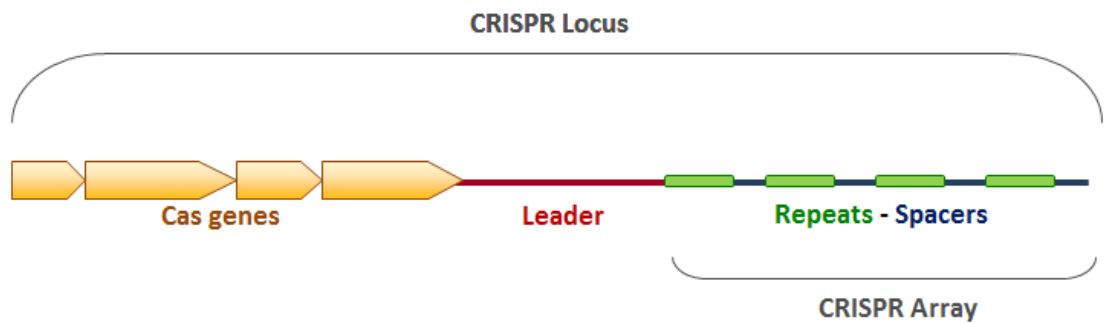 CRISPR Locus
Cas genes
Leader
Repeats - Spacers
CRISPR Array